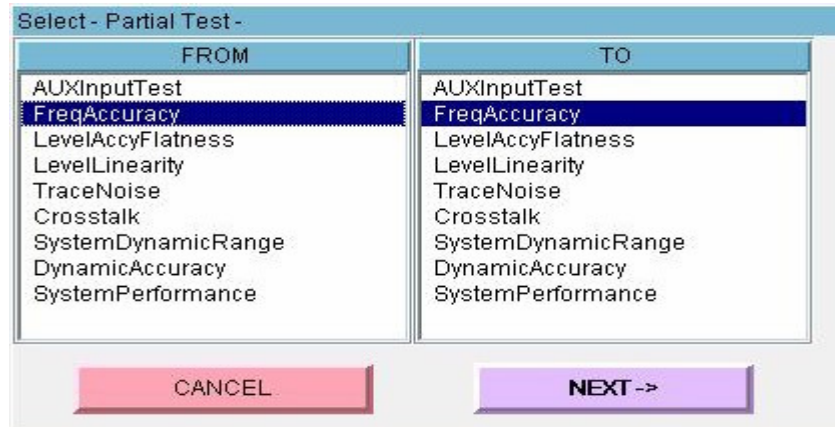 Select - Partial Test -
FROM
AUXInputTest
FreqAccuracy
LevelAccyFlatness
LevelLinearity
TraceNoise
Crosstalk
SystemDynamicRange
DynamicAccuracy
SystemPerformance
TO
AUXInputTest
FreqAccuracy
LevelAccyFlatness
LevelLinearity
TraceNoise
Crosstalk
SystemDynamicRange
DynamicAccuracy
SystemPerformance
CANCEL
NEXT ->